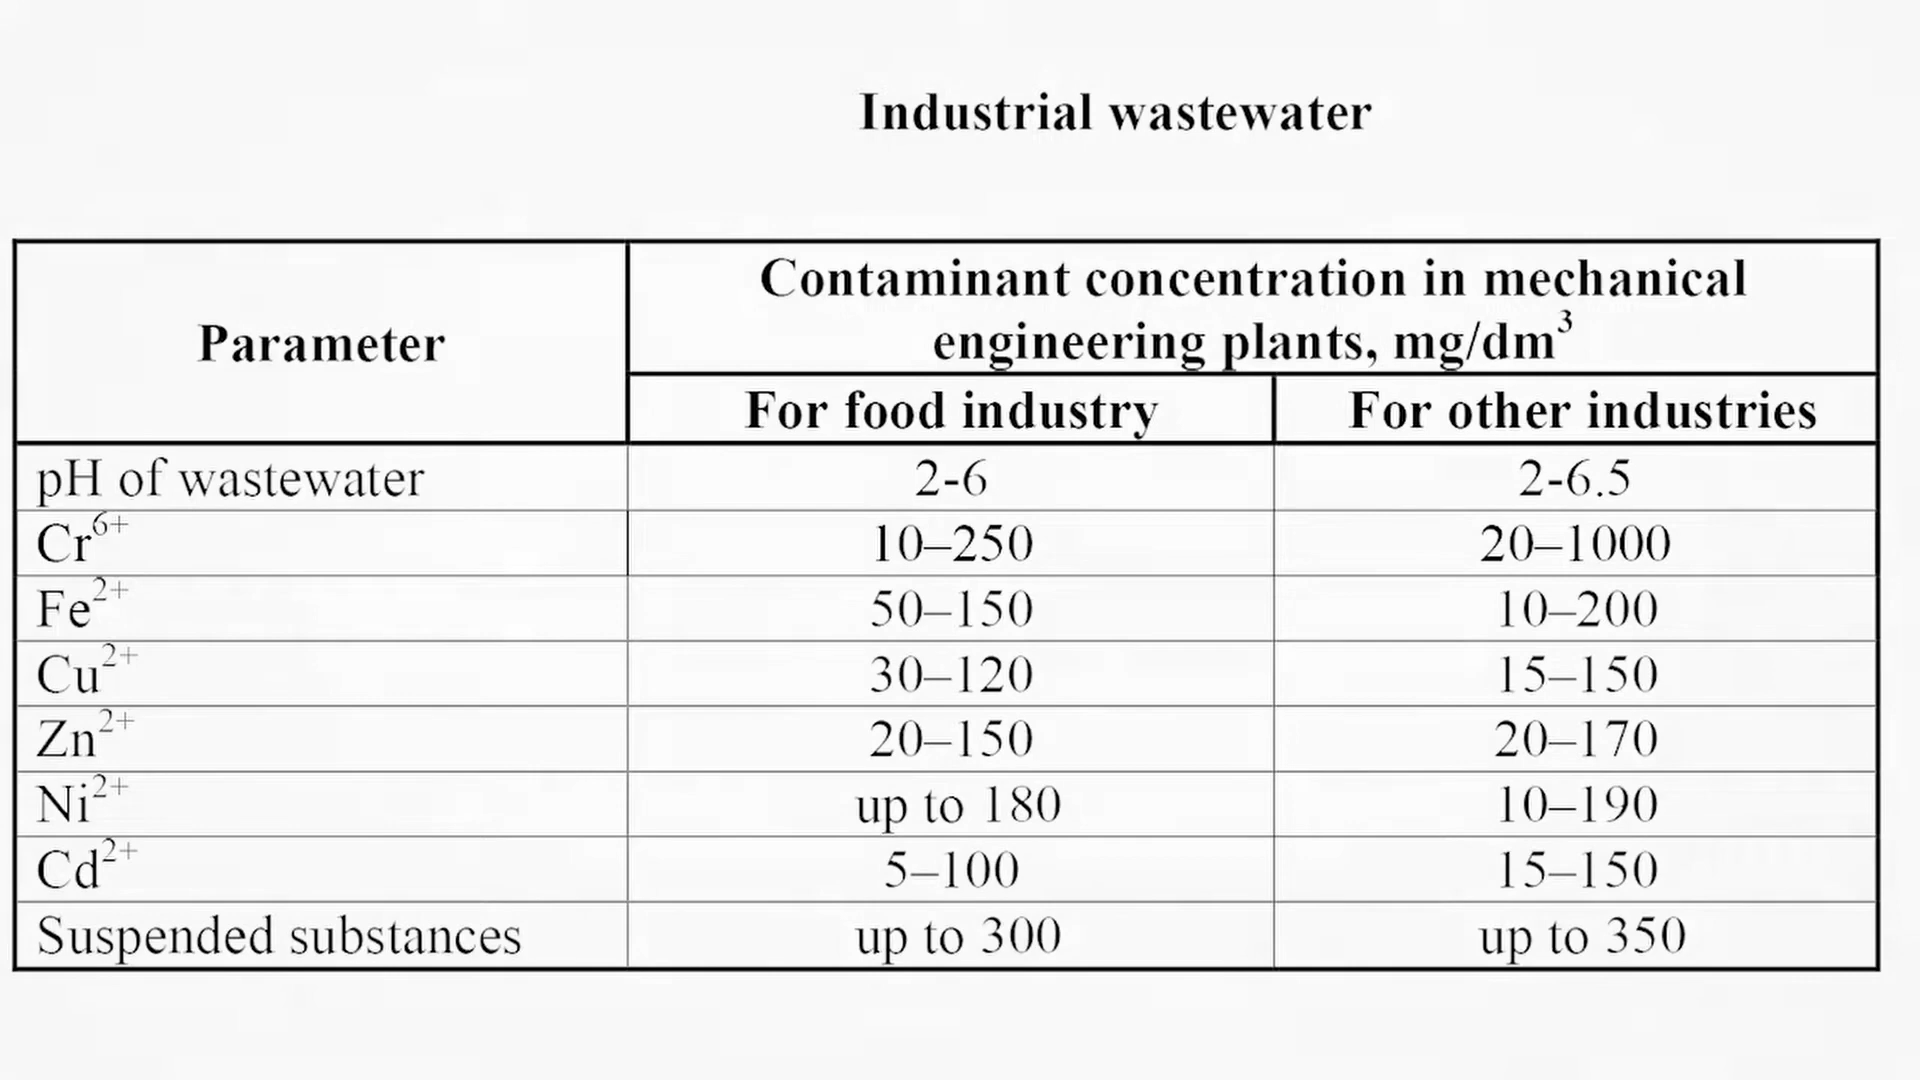 Industrial wastewater
Parameter
Contaminant concentration in mechanical
engineering plants, mg/dm³
For food industry
For other industries
pH of wastewater 2-6 2-6.5
Cr⁶⁺ 10–250 20–1000
Fe²⁺ 50–150 10–200
Cu²⁺ 30–120 15–150
Zn²⁺ 20–150 20–170
Ni²⁺ up to 180 10–190
Cd²⁺ 5–100 15–150
Suspended substances up to 300 up to 350